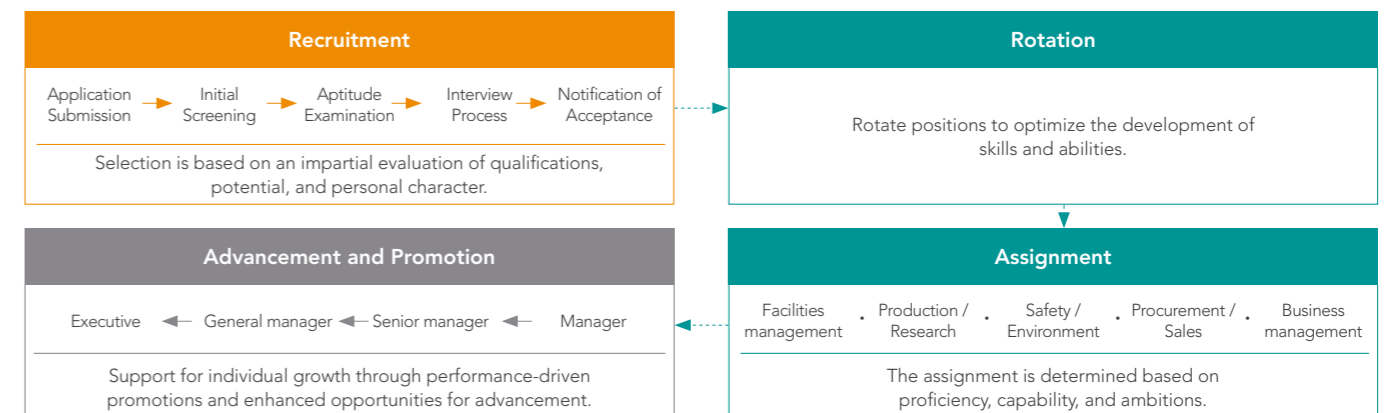 Recruitment
Application Submission
Initial Screening
Aptitude Examination
Interview Process
Notification of Acceptance
Selection is based on an impartial evaluation of qualifications,
potential, and personal character.
Rotation
Rotate positions to optimize the development of
skills and abilities.
Advancement and Promotion
Executive
General manager
Senior manager
Manager
Support for individual growth through performance-driven
promotions and enhanced opportunities for advancement.
Assignment
Facilities management
·
Production / Research
·
Safety / Environment
·
Procurement / Sales
·
Business management
The assignment is determined based on
proficiency, capability, and ambitions.